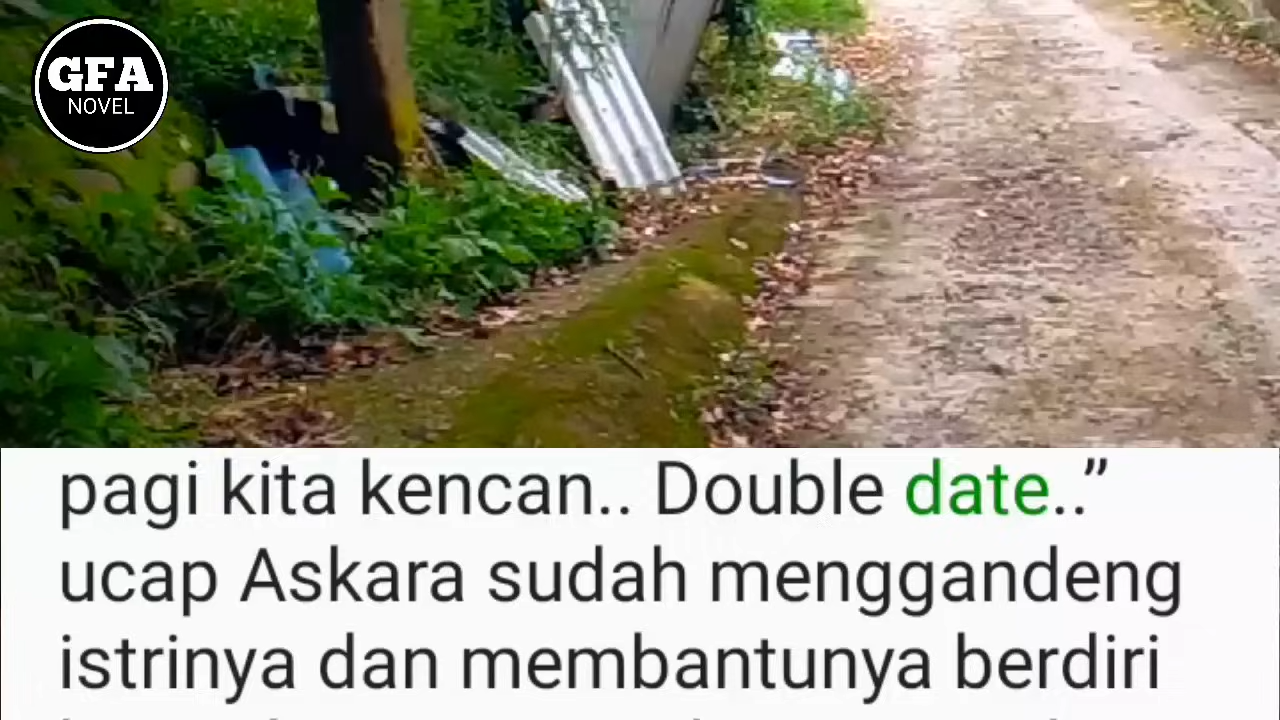 GFA
NOVEL
pagi kita kencan.. Double date..”
ucap Askara sudah menggandeng
istrinya dan membantunya berdiri